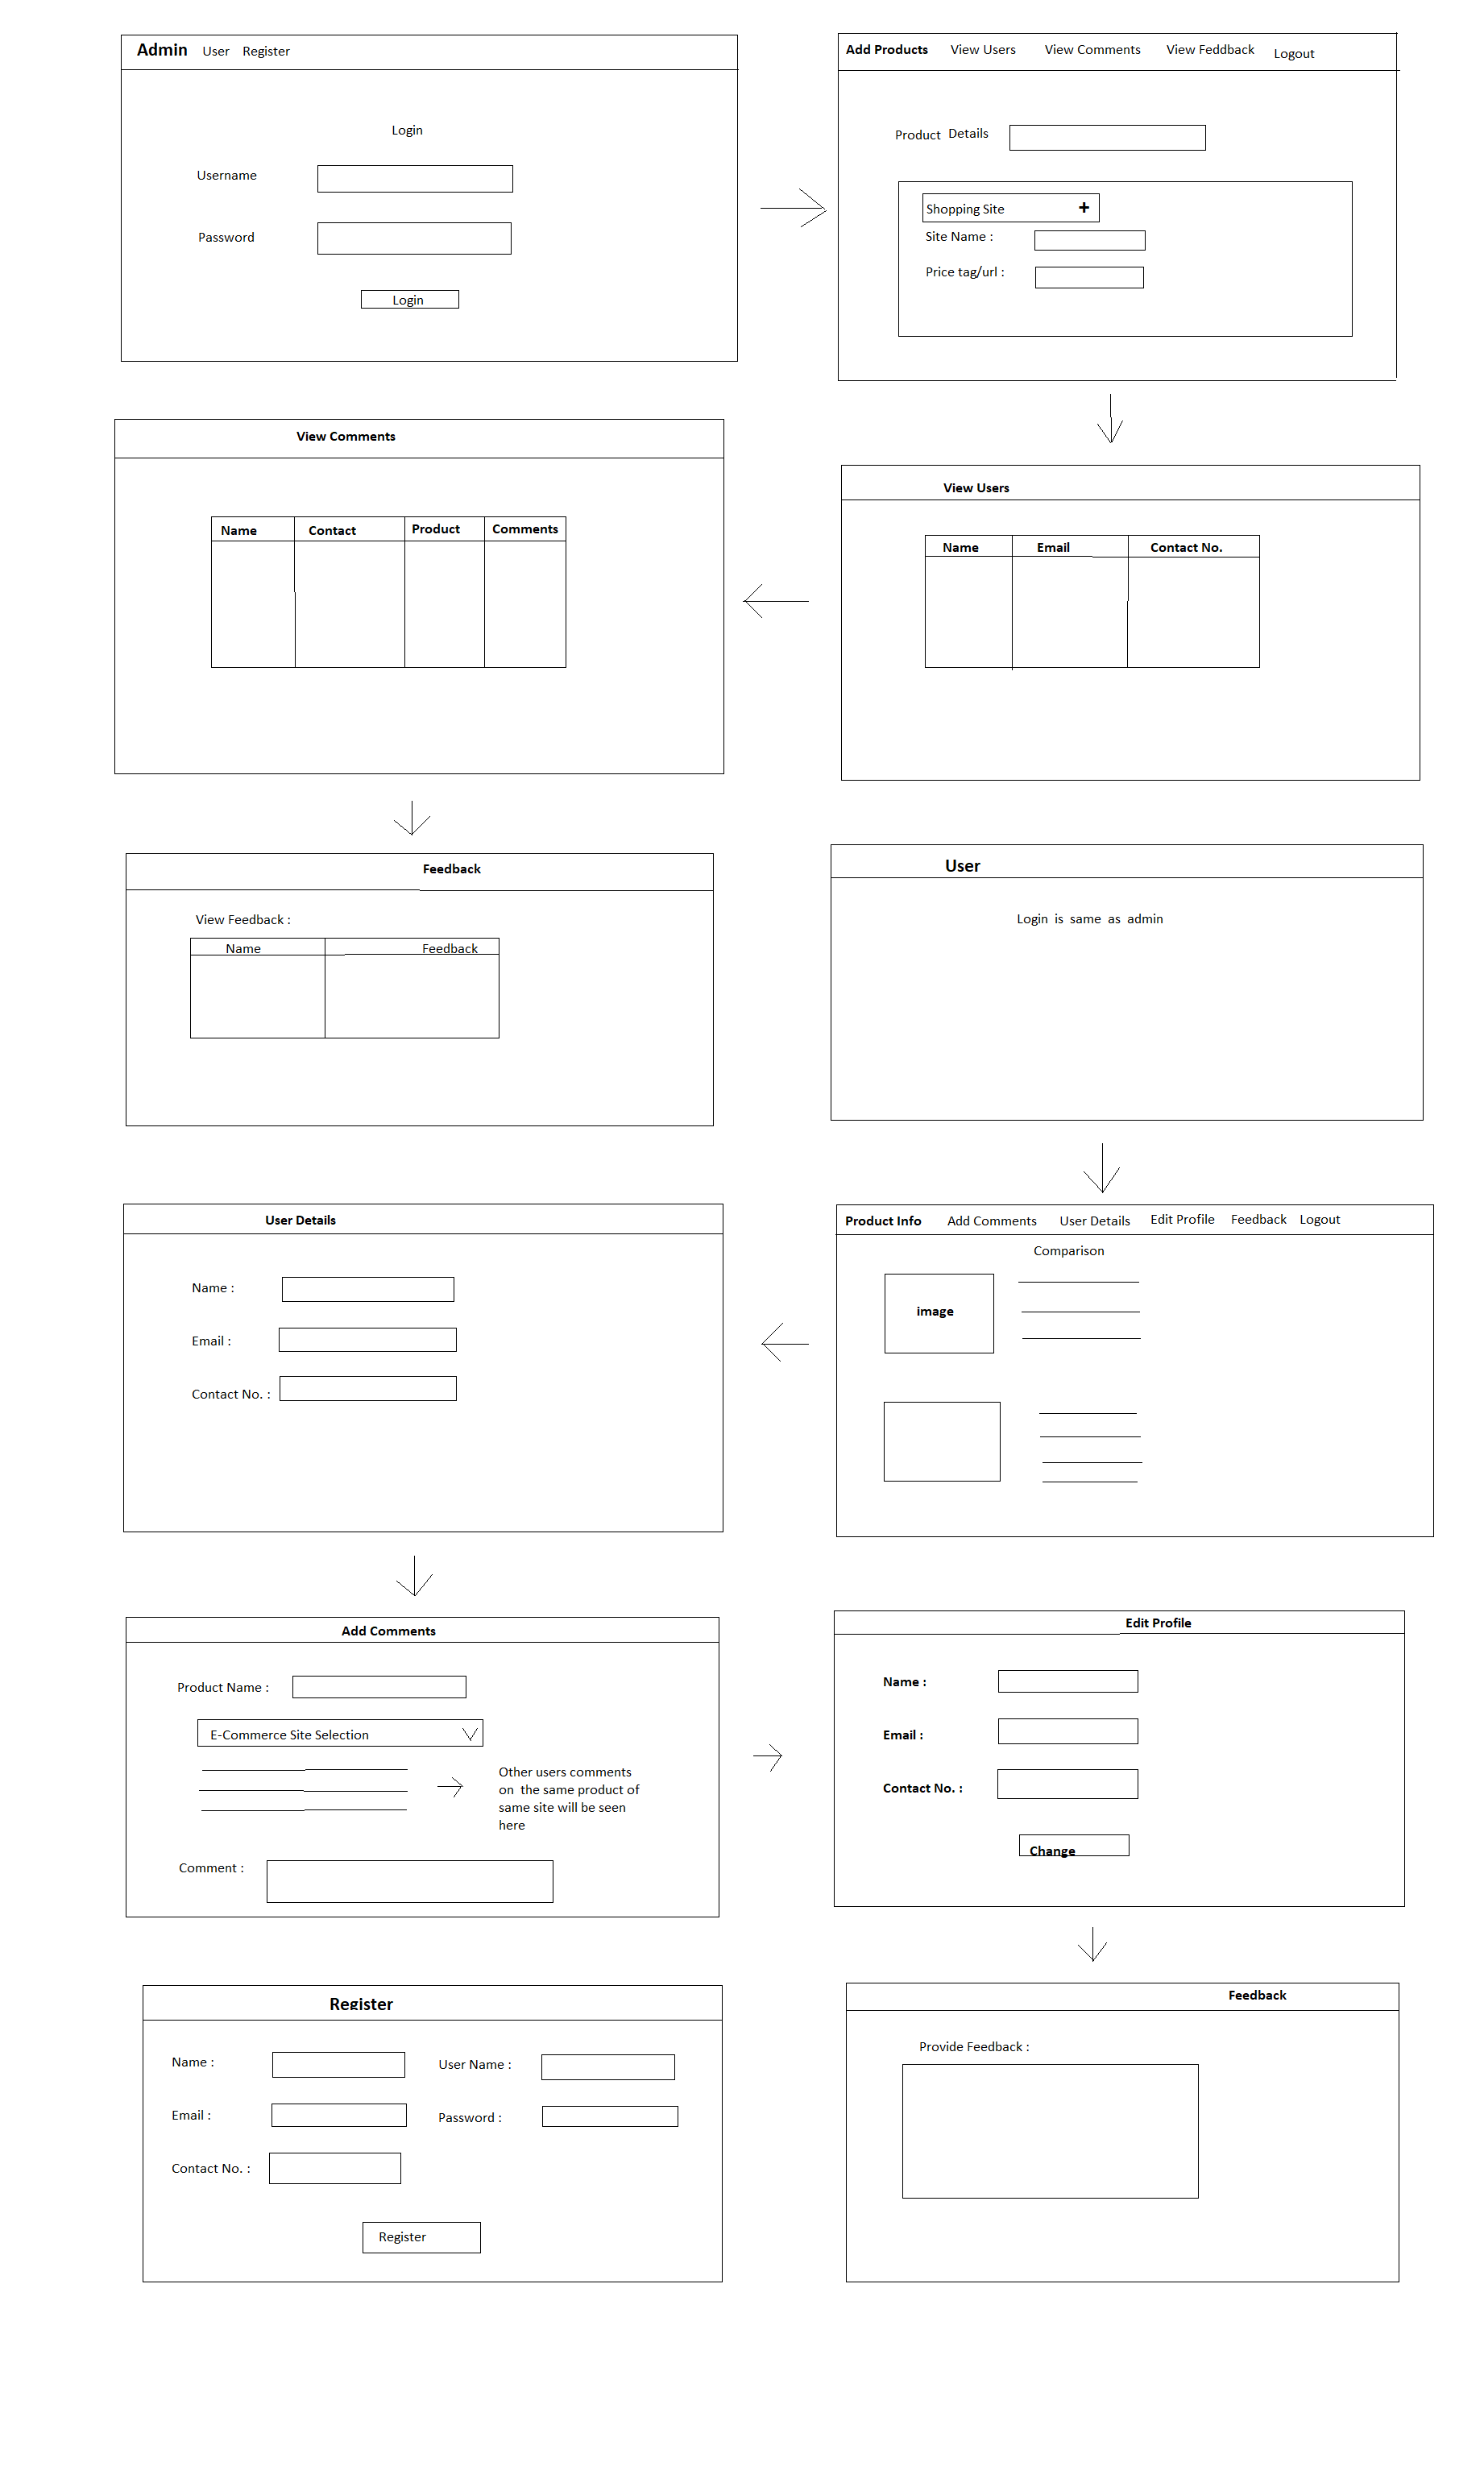 Admin User Register
Login
Username
Password
Login
Add Products View Users View Comments View Feddback Logout
Product Details
Shopping Site +
Site Name :
Price tag/url :
View Comments
Name Contact Product Comments
View Users
Name Email Contact No.
Feedback
View Feedback :
Name Feedback
User
Login is same as admin
User Details
Name :
Email :
Contact No. :
Product Info Add Comments User Details Edit Profile Feedback Logout
Comparison
image
Add Comments
Product Name :
E-Commerce Site Selection
Other users comments
on the same product of
same site will be seen
here
Comment :
Edit Profile
Name :
Email :
Contact No. :
Change
Register
Name : User Name :
Email : Password :
Contact No. :
Register
Feedback
Provide Feedback :